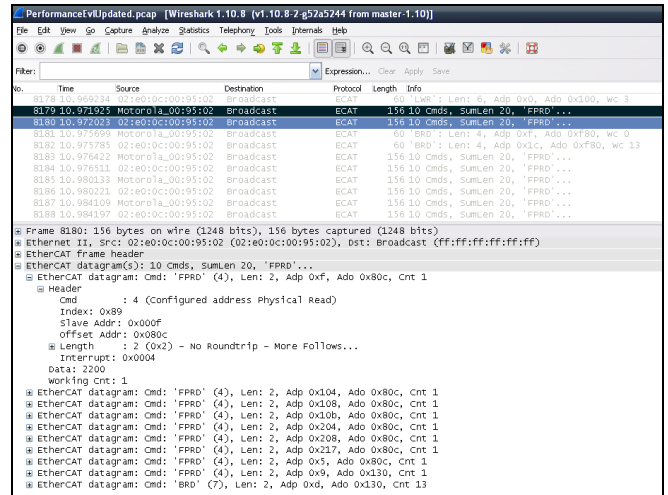 PerformanceEvlUpdated.pcap [Wireshark 1.10.8 (v1.10.8-2-g52a5244 from master-1.10)]
File Edit View Go Capture Analyze Statistics Telephony Tools Internals Help
Filter: Expression... Clear Apply Save
No. Time Source Destination Protocol Length Info
8178 10.969234 02:e0:0c:00:95:02 Broadcast ECAT 60 'LWR': Len: 6, Adp 0x0, Ado 0x100, Wc 3
8179 10.971925 Motorola_00:95:02 Broadcast ECAT 156 10 Cmds, SumLen 20, 'FPRD'...
8180 10.972023 02:e0:0c:00:95:02 Broadcast ECAT 156 10 Cmds, SumLen 20, 'FPRD'...
8181 10.975699 Motorola_00:95:02 Broadcast ECAT 60 'BRD': Len: 4, Adp 0xf, Ado 0xf80, Wc 0
8182 10.975785 02:e0:0c:00:95:02 Broadcast ECAT 60 'BRD': Len: 4, Adp 0x1c, Ado 0xf80, Wc 13
8183 10.976422 Motorola_00:95:02 Broadcast ECAT 156 10 Cmds, SumLen 20, 'FPRD'...
8184 10.976511 02:e0:0c:00:95:02 Broadcast ECAT 156 10 Cmds, SumLen 20, 'FPRD'...
8185 10.980133 Motorola_00:95:02 Broadcast ECAT 156 10 Cmds, SumLen 20, 'FPRD'...
8186 10.980221 02:e0:0c:00:95:02 Broadcast ECAT 156 10 Cmds, SumLen 20, 'FPRD'...
8187 10.984109 Motorola_00:95:02 Broadcast ECAT 156 10 Cmds, SumLen 20, 'FPRD'...
8188 10.984197 02:e0:0c:00:95:02 Broadcast ECAT 156 10 Cmds, SumLen 20, 'FPRD'...
Frame 8180: 156 bytes on wire (1248 bits), 156 bytes captured (1248 bits)
Ethernet II, Src: 02:e0:0c:00:95:02 (02:e0:0c:00:95:02), Dst: Broadcast (ff:ff:ff:ff:ff:ff)
EtherCAT frame header
EtherCAT datagram(s): 10 Cmds, SumLen 20, 'FPRD'...
EtherCAT datagram: Cmd: 'FPRD' (4), Len: 2, Adp 0xf, Ado 0x80c, Cnt 1
Header
Cmd : 4 (Configured address Physical Read)
Index: 0x89
Slave Addr: 0x000f
Offset Addr: 0x080c
Length : 2 (0x2) - No Roundtrip - More Follows...
Interrupt: 0x0004
Data: 2200
Working Cnt: 1
EtherCAT datagram: Cmd: 'FPRD' (4), Len: 2, Adp 0x104, Ado 0x80c, Cnt 1
EtherCAT datagram: Cmd: 'FPRD' (4), Len: 2, Adp 0x108, Ado 0x80c, Cnt 1
EtherCAT datagram: Cmd: 'FPRD' (4), Len: 2, Adp 0x10b, Ado 0x80c, Cnt 1
EtherCAT datagram: Cmd: 'FPRD' (4), Len: 2, Adp 0x204, Ado 0x80c, Cnt 1
EtherCAT datagram: Cmd: 'FPRD' (4), Len: 2, Adp 0x208, Ado 0x80c, Cnt 1
EtherCAT datagram: Cmd: 'FPRD' (4), Len: 2, Adp 0x217, Ado 0x80c, Cnt 1
EtherCAT datagram: Cmd: 'FPRD' (4), Len: 2, Adp 0x5, Ado 0x80c, Cnt 1
EtherCAT datagram: Cmd: 'FPRD' (4), Len: 2, Adp 0x9, Ado 0x130, Cnt 1
EtherCAT datagram: Cmd: 'BRD' (7), Len: 2, Adp 0xd, Ado 0x130, Cnt 13